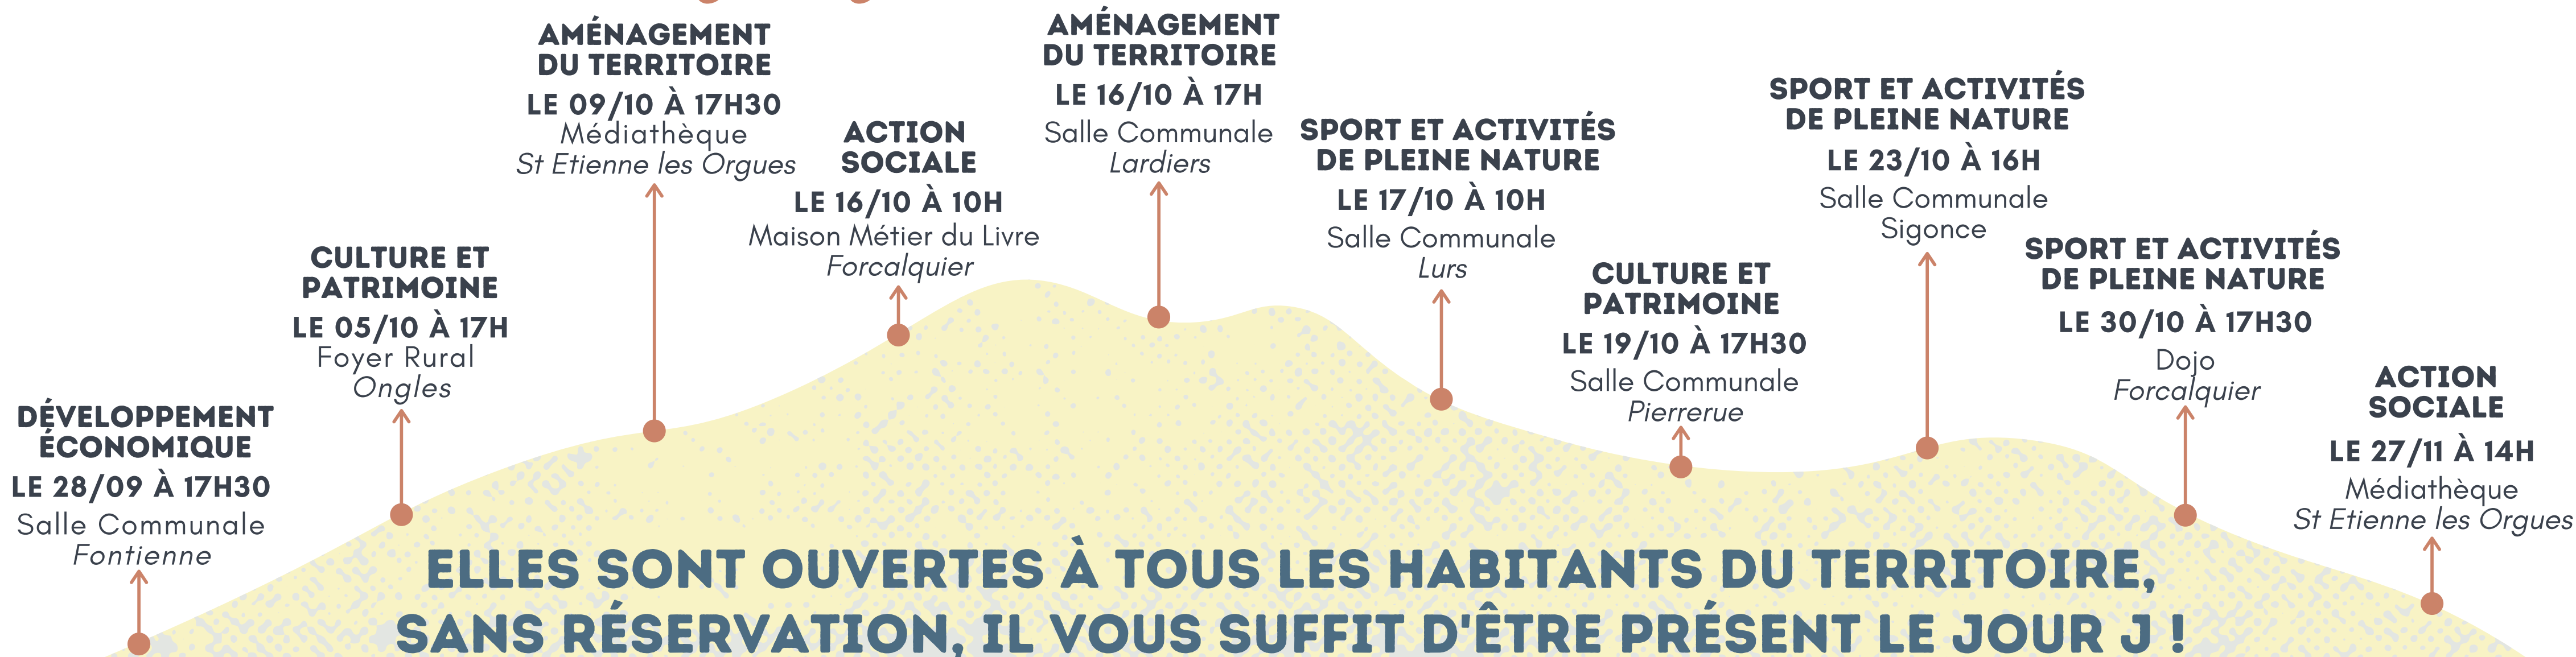 DÉVELOPPEMENT
ÉCONOMIQUE
LE 28/09 À 17H30
Salle Communale
Fontienne
CULTURE ET
PATRIMOINE
LE 05/10 À 17H
Foyer Rural
Ongles
AMÉNAGEMENT
DU TERRITOIRE
LE 09/10 À 17H30
Médiathèque
St Etienne les Orgues
ACTION
SOCIALE
LE 16/10 À 10H
Maison Métier du Livre
Forcalquier
AMÉNAGEMENT
DU TERRITOIRE
LE 16/10 À 17H
Salle Communale
Lardiers
SPORT ET ACTIVITÉS
DE PLEINE NATURE
LE 17/10 À 10H
Salle Communale
Lurs
CULTURE ET
PATRIMOINE
LE 19/10 À 17H30
Salle Communale
Pierrerue
SPORT ET ACTIVITÉS
DE PLEINE NATURE
LE 23/10 À 16H
Salle Communale
Sigonce
SPORT ET ACTIVITÉS
DE PLEINE NATURE
LE 30/10 À 17H30
Dojo
Forcalquier
ACTION
SOCIALE
LE 27/11 À 14H
Médiathèque
St Etienne les Orgues
ELLES SONT OUVERTES À TOUS LES HABITANTS DU TERRITOIRE,
SANS RÉSERVATION, IL VOUS SUFFIT D'ÊTRE PRÉSENT LE JOUR J !